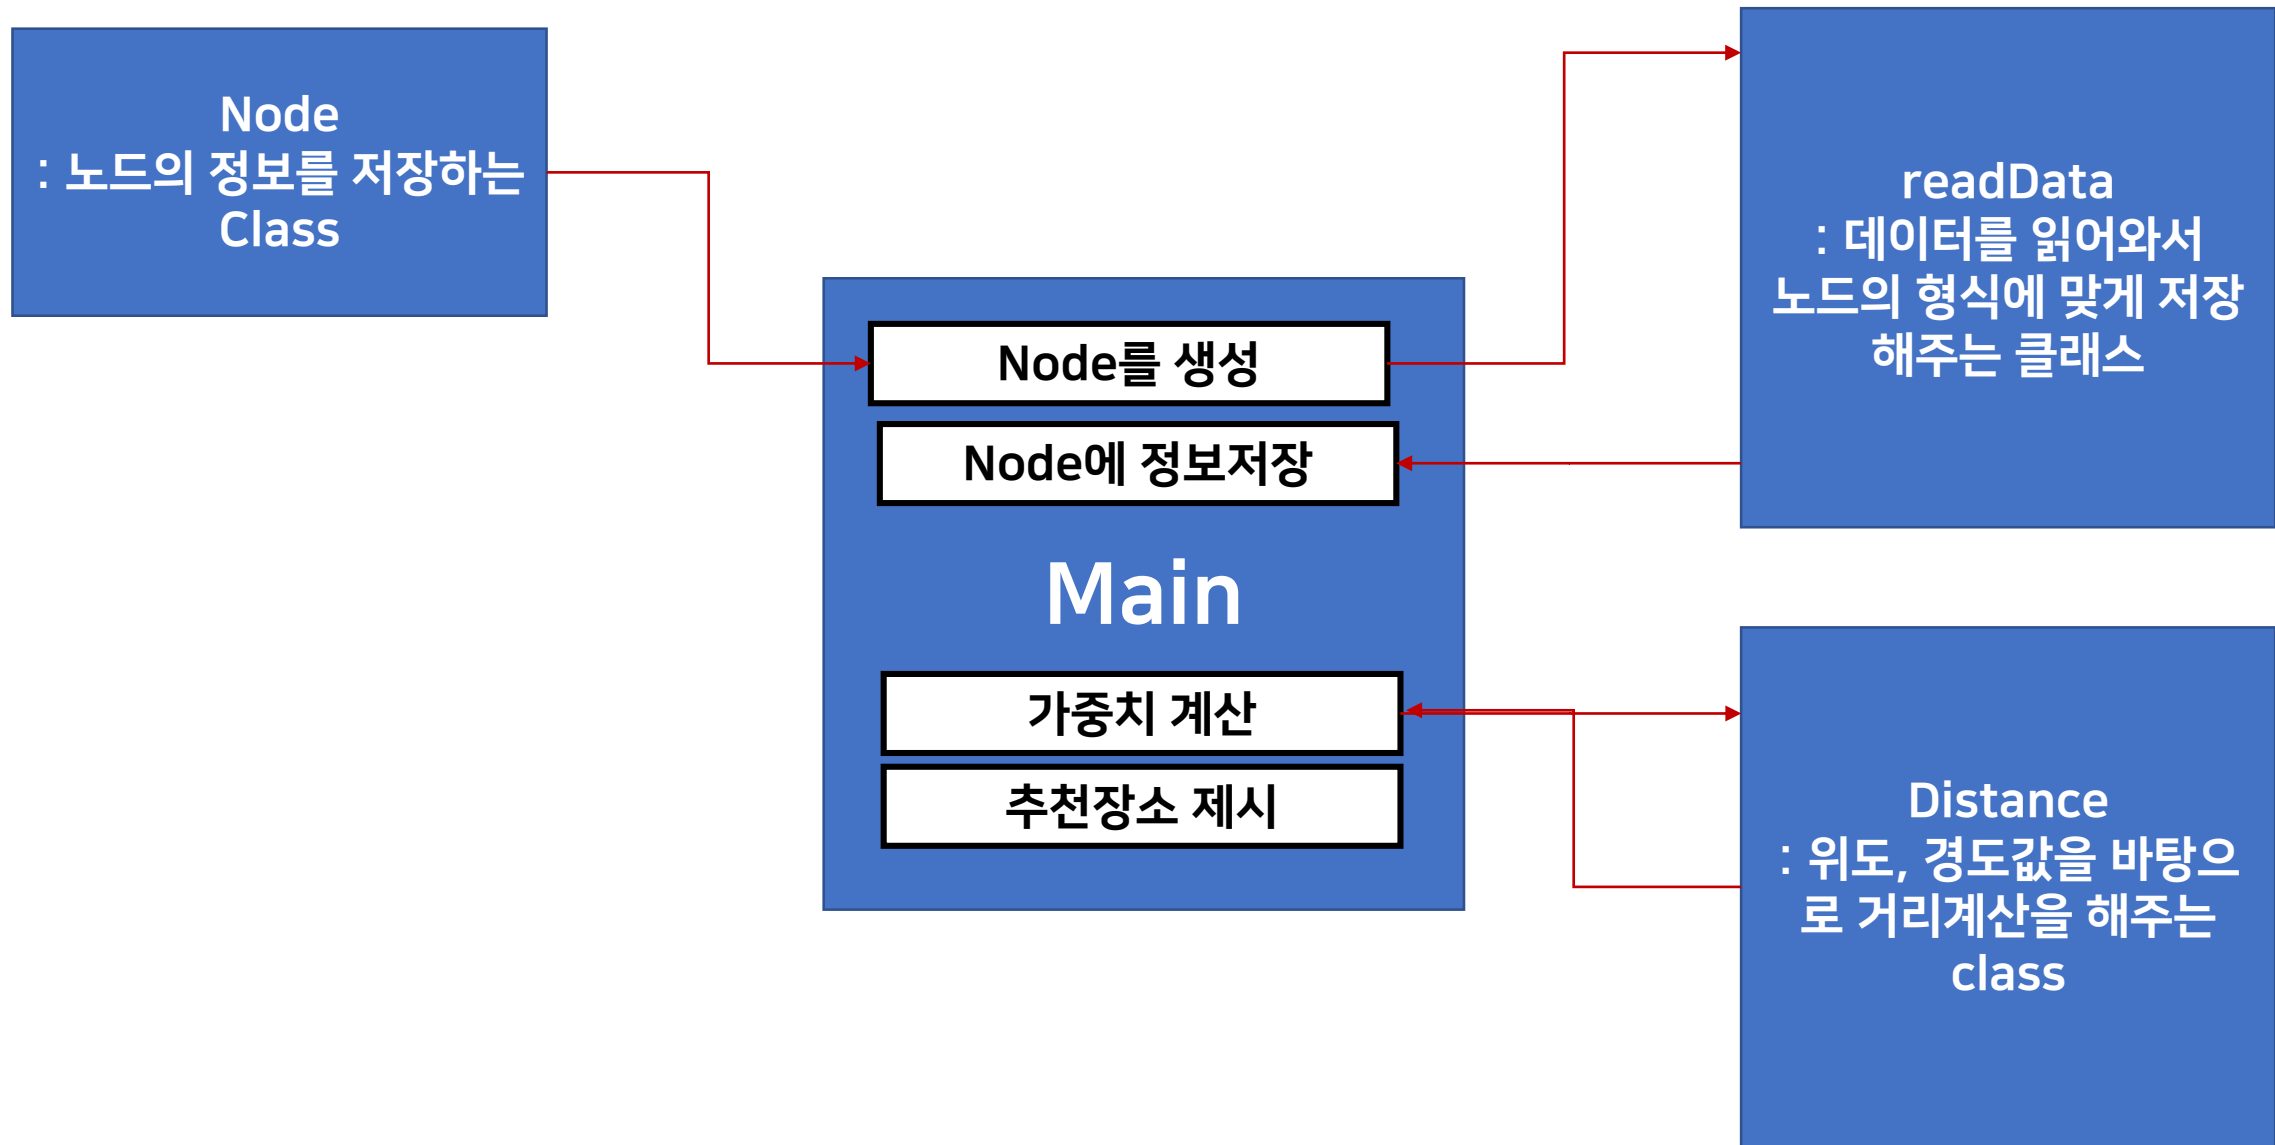 Node
: 노드의 정보를 저장하는
Class
readData
: 데이터를 읽어와서
노드의 형식에 맞게 저장
해주는 클래스
Node를 생성
Node에 정보저장
Main
가중치 계산
추천장소 제시
Distance
: 위도, 경도값을 바탕으
로 거리계산을 해주는
class